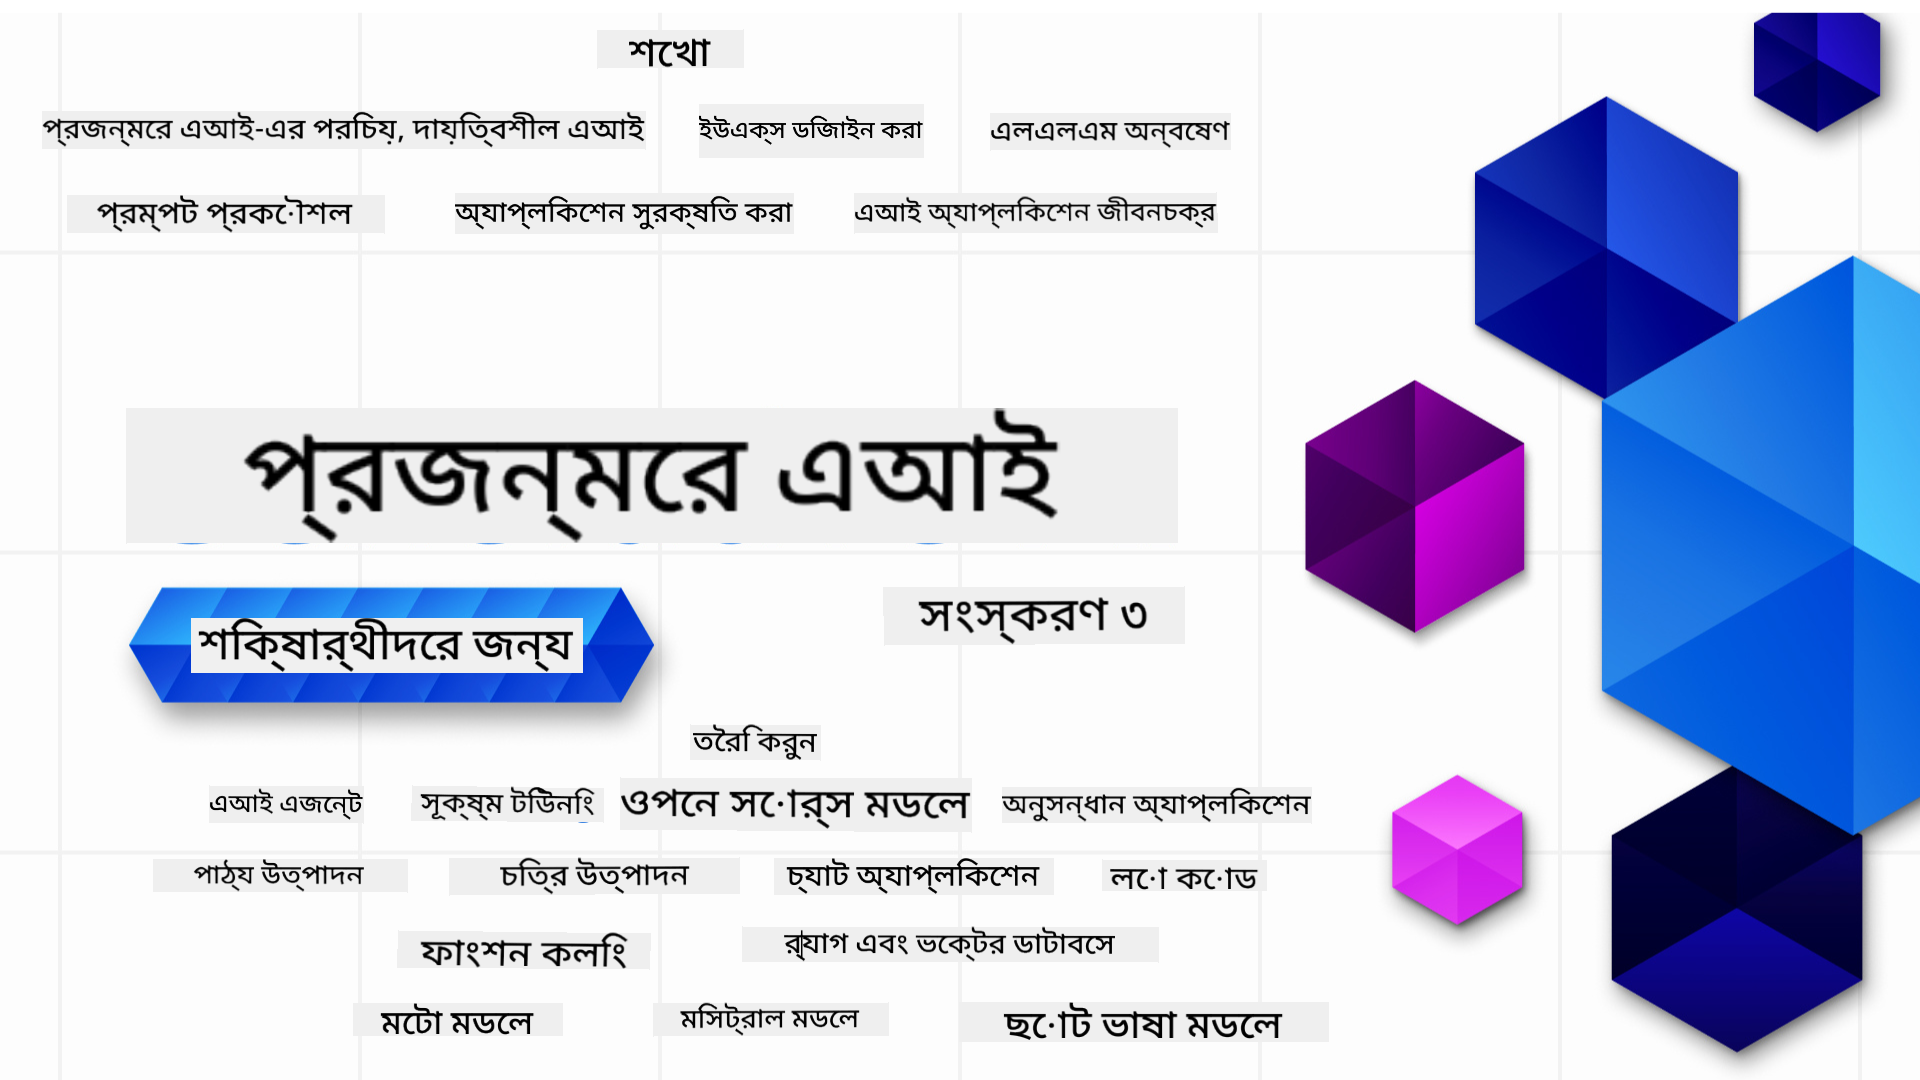 শেখো
প্রজন্মের এআই-এর পরিচয়, দায়িত্বশীল এআই
ইউএক্স ডিজাইন করা
এলএলএম অন্বেষণ
প্রম্পট প্রকৌশল
অ্যাপ্লিকেশন সুরক্ষিত করা
এআই অ্যাপ্লিকেশন জীবনচক্র
প্রজন্মের এআই
শিক্ষার্থীদের জন্য
সংস্করণ ৩
তৈরি করুন
এআই এজেন্ট
সূক্ষ্ম টিউনিং
ওপেন সোর্স মডেল
অনুসন্ধান অ্যাপ্লিকেশন
পাঠ্য উত্পাদন
চিত্র উত্পাদন
চ্যাট অ্যাপ্লিকেশন
লো কোড
ফাংশন কলিং
র‍্যাগ এবং ভেক্টর ডাটাবেসে
মেটা মডেল
মিস্ট্রাল মডেল
ছোট ভাষা মডেল